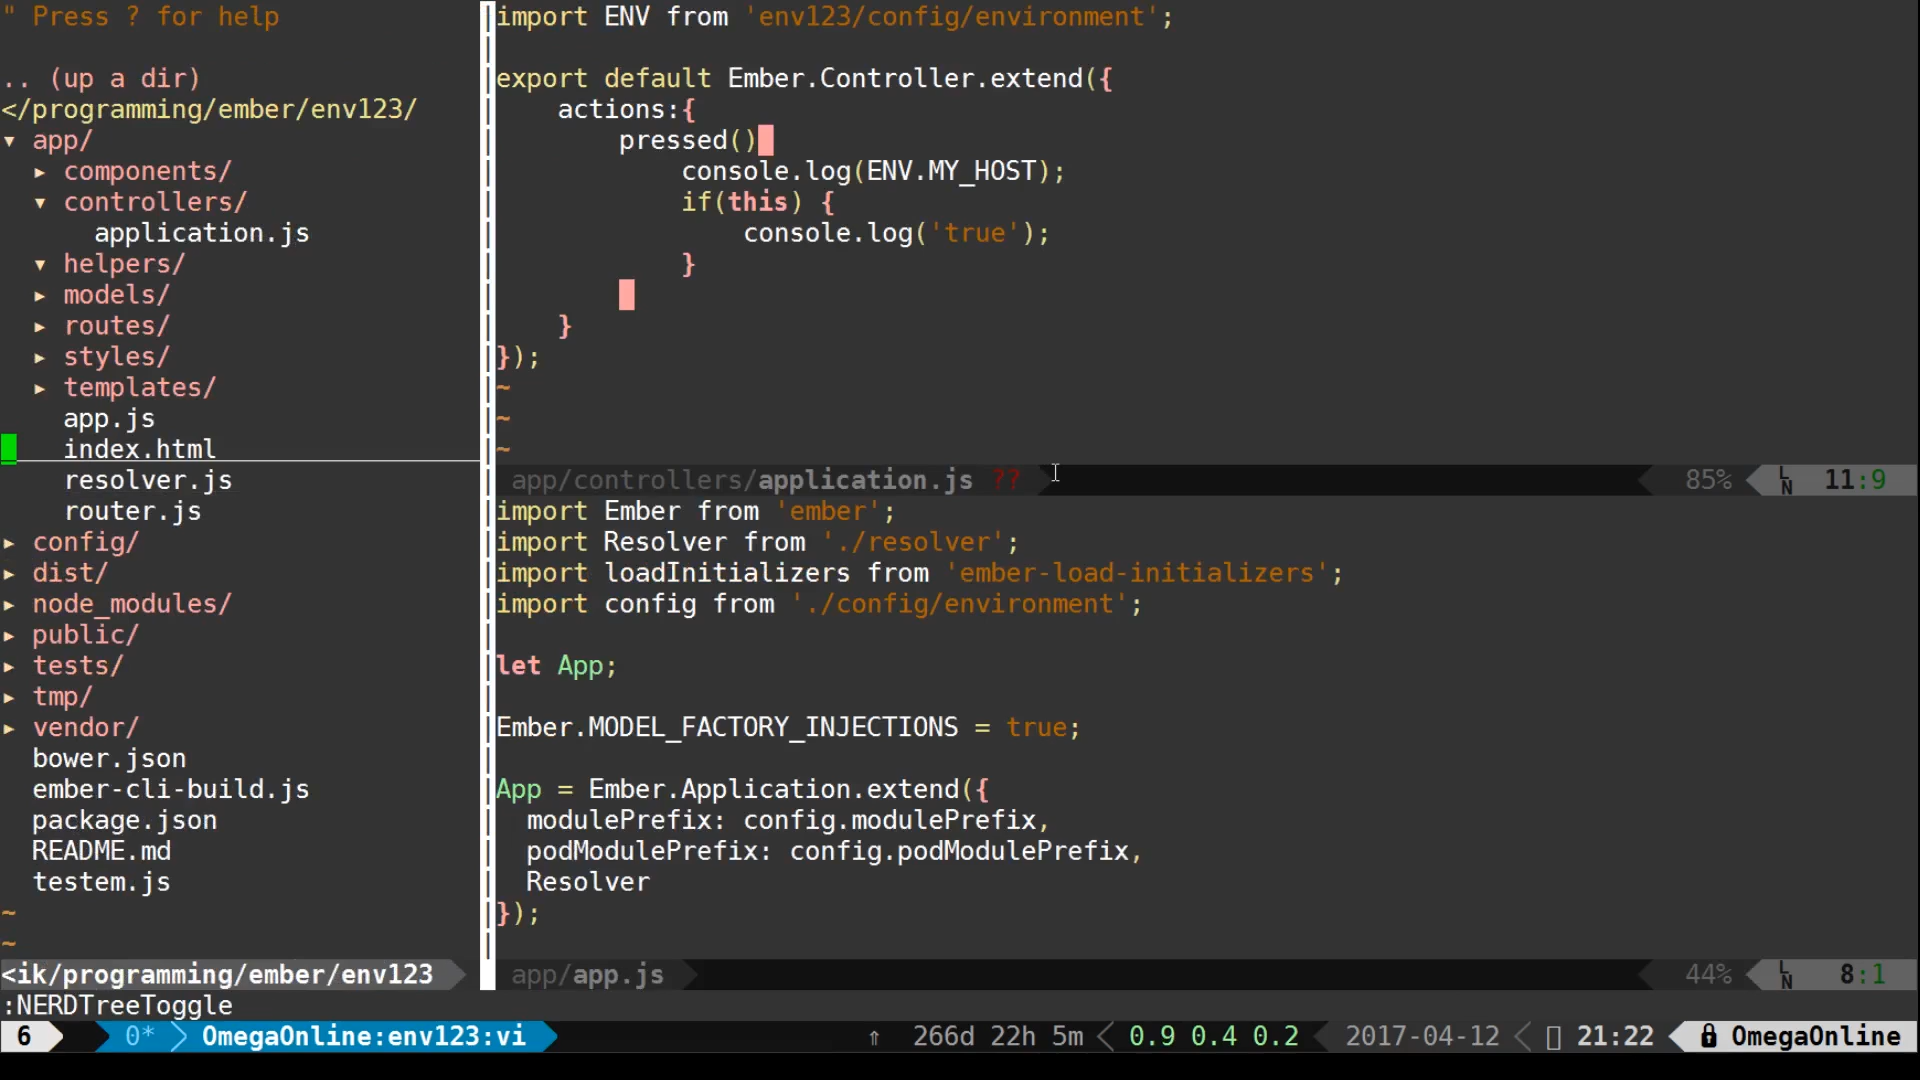 " Press ? for help
.. (up a dir)
</programming/ember/env123/
▾ app/
▸ components/
▾ controllers/
application.js
▾ helpers/
▸ models/
▸ routes/
▸ styles/
▸ templates/
app.js
index.html
resolver.js
router.js
▸ config/
▸ dist/
▸ node_modules/
▸ public/
▸ tests/
▸ tmp/
▸ vendor/
bower.json
ember-cli-build.js
package.json
README.md
testem.js
~
~
<ik/programming/ember/env123
import ENV from 'env123/config/environment';
export default Ember.Controller.extend({
actions:{
pressed()
console.log(ENV.MY_HOST);
if(this) {
console.log('true');
}
}
});
~
~
~
app/controllers/application.js ?? 85% LN 11:9
import Ember from 'ember';
import Resolver from './resolver';
import loadInitializers from 'ember-load-initializers';
import config from './config/environment';
let App;
Ember.MODEL_FACTORY_INJECTIONS = true;
App = Ember.Application.extend({
modulePrefix: config.modulePrefix,
podModulePrefix: config.podModulePrefix,
Resolver
});
app/app.js 44% LN 8:1
:NERDTreeToggle
6 0* OmegaOnline:env123:vi ↑ 266d 22h 5m 0.9 0.4 0.2 2017-04-12 21:22 OmegaOnline